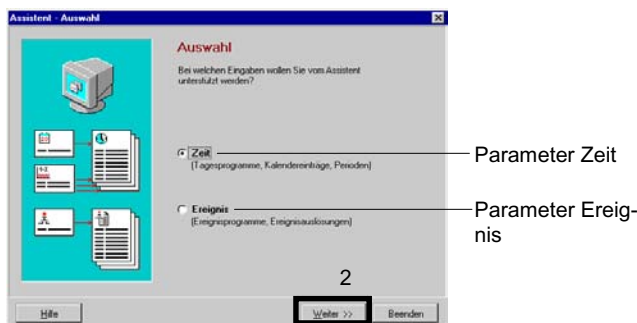 Assistent - Auswahl
Auswahl
Bei welchen Eingaben wollen Sie vom Assistent
unterstützt werden?
Zeit
(Tagesprogramme, Kalendereinträge, Perioden)
Parameter Zeit
Ereignis
(Ereignisprogramme, Ereignisauslösungen)
Parameter Ereig-
nis
2
Hilfe
Weiter >>
Beenden